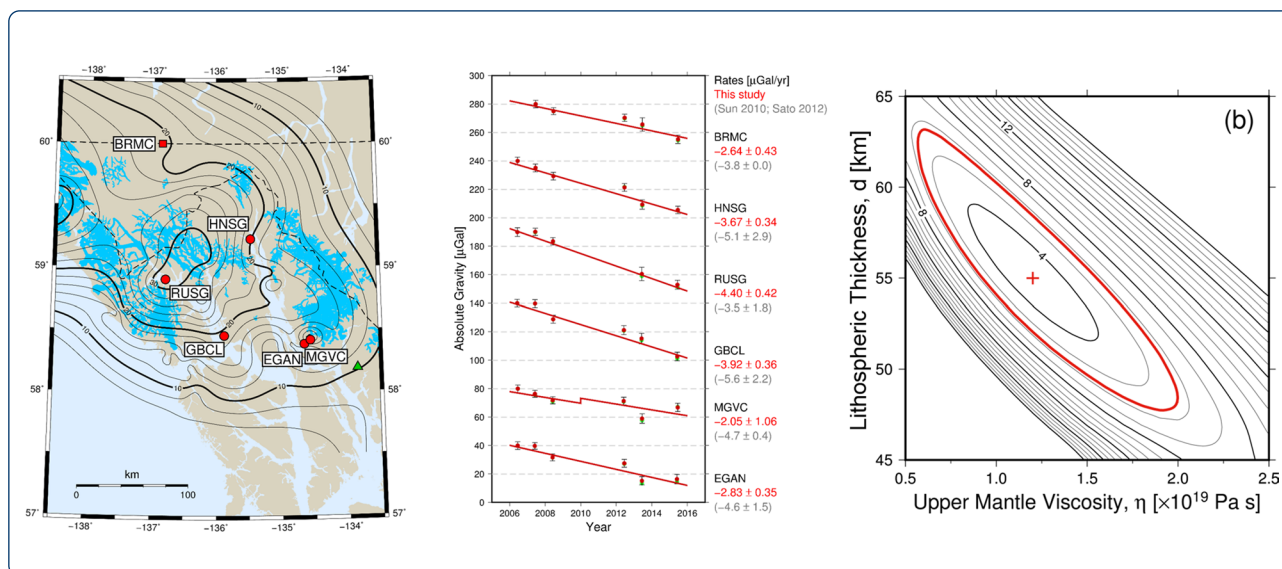 −138° −137° −136° −135° −134°
60°
59°
58°
57°
10
20
BRMC
20
HNSG
20
30
RUSG
20
GBCL
EGAN
MGVC
10
10
km
0 100
57°
−138° −137° −136° −135° −134°
Absolute Gravity [μGal]
300
280
260
240
220
200
180
160
140
120
100
80
60
40
20
0
2006 2008 2010 2012 2014 2016
Year
Rates [μGal/yr]
This study
(Sun 2010; Sato 2012)
BRMC
−2.64 ± 0.43
(−3.8 ± 0.0)
HNSG
−3.67 ± 0.34
(−5.1 ± 2.9)
RUSG
−4.40 ± 0.42
(−3.5 ± 1.8)
GBCL
−3.92 ± 0.36
(−5.6 ± 2.2)
MGVC
−2.05 ± 1.06
(−4.7 ± 0.4)
EGAN
−2.83 ± 0.35
(−4.6 ± 1.5)
(b)
Lithospheric Thickness, d [km]
65
60
55
50
45
12
8
8
4
0.5 1.0 1.5 2.0 2.5
Upper Mantle Viscosity, η [×10¹⁹ Pa s]